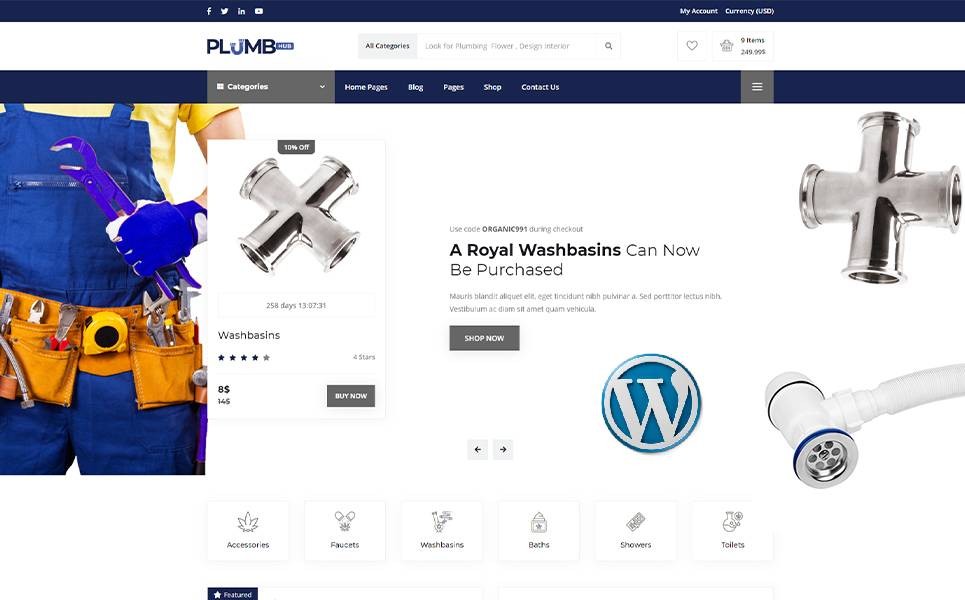 My Account Currency (USD)
PLUMB HUB
All Categories Look for Plumbing Flower , Design Interior
9 Items
249.99$
Categories Home Pages Blog Pages Shop Contact Us
10% Off
258 days 13:07:31
Washbasins
4 Stars
8$
14$
BUY NOW
Use code ORGANIC991 during checkout
A Royal Washbasins Can Now
Be Purchased
Mauris blandit aliquet elit, eget tincidunt nibh pulvinar a. Sed porttitor lectus nibh,
Vestibulum ac diam sit amet quam vehicula.
SHOP NOW
W
Accessories Faucets Washbasins Baths Showers Toilets
Featured